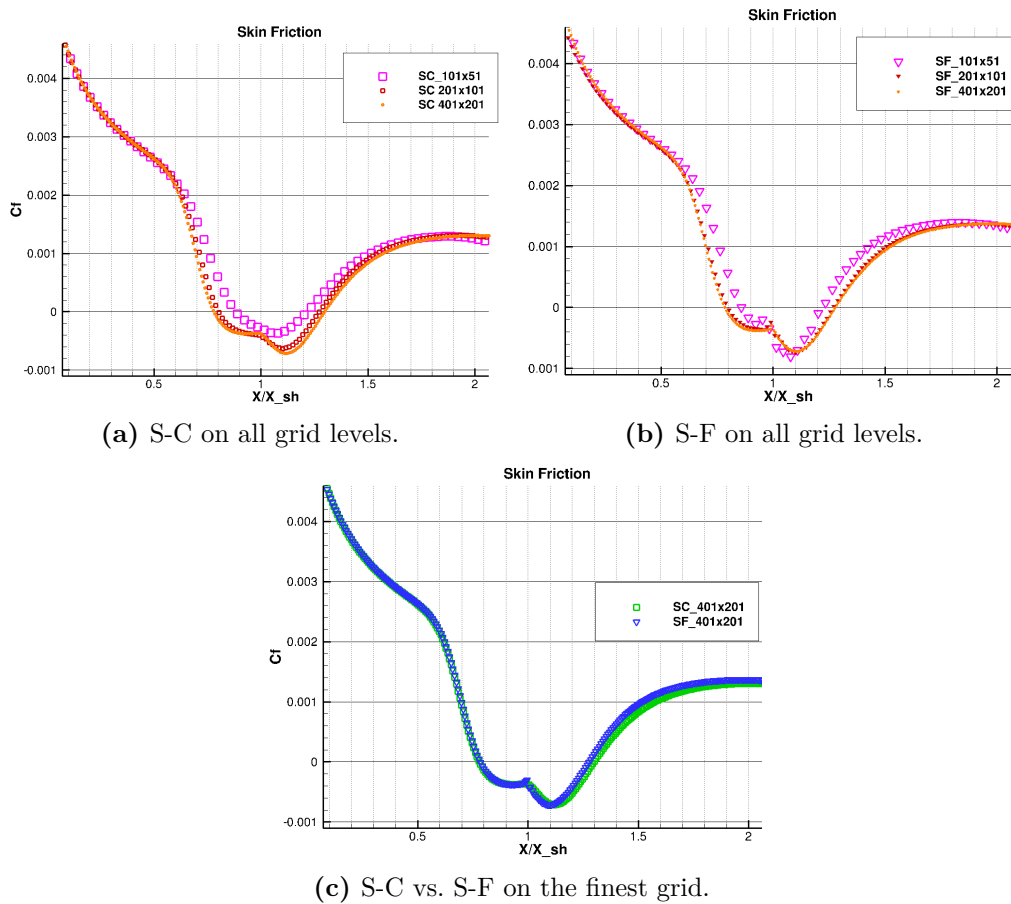 Skin Friction
SC_101x51
SC 201x101
SC 401x201
0.004
0.003
0.002
0.001
0
-0.001
Cf
0.5
1
1.5
2
X/X_sh
(a) S-C on all grid levels.
Skin Friction
SF_101x51
SF_201x101
SF_401x201
0.004
0.003
0.002
0.001
0
0.001
0.5
1
1.5
2
X/X_sh
(b) S-F on all grid levels.
Skin Friction
SC_401x201
SF_401x201
0.004
0.003
0.002
0.001
0
-0.001
Cf
0.5
1
1.5
2
X/X_sh
(c) S-C vs. S-F on the finest grid.